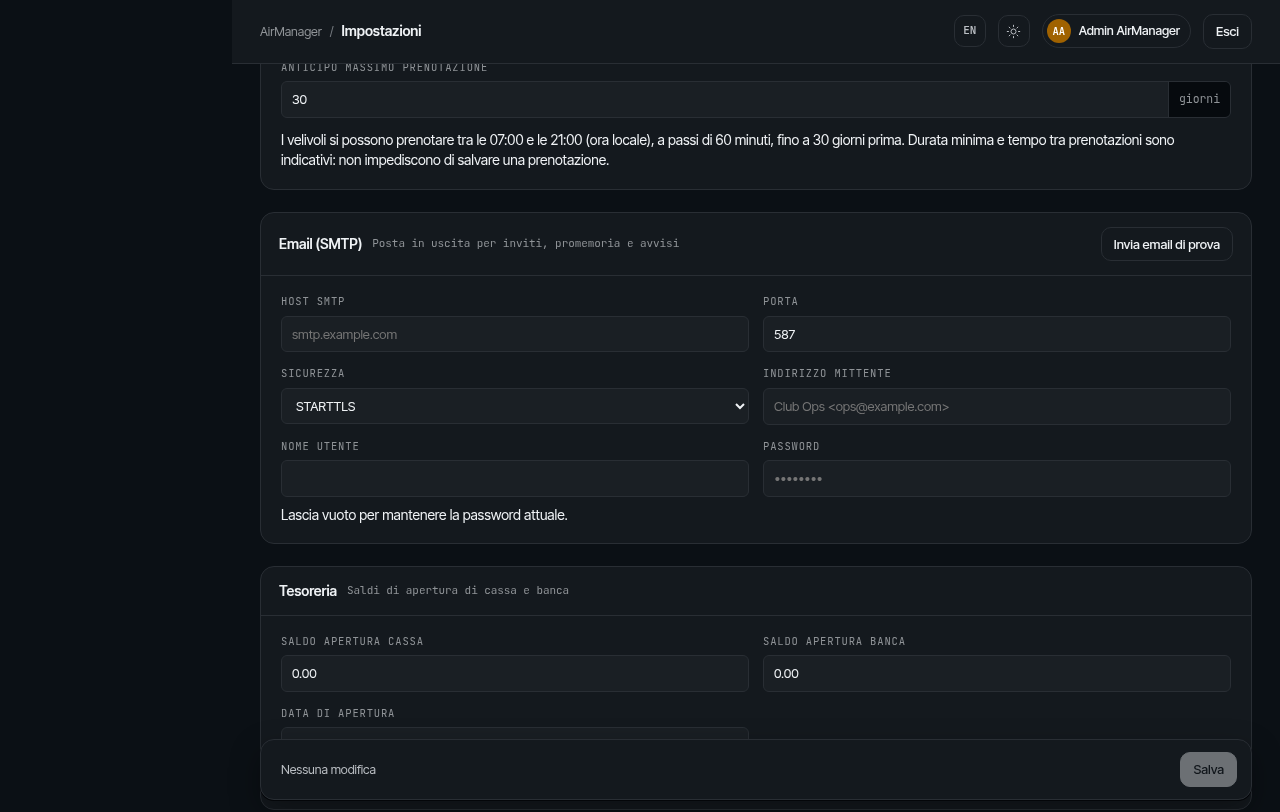 AirManager / Impostazioni
EN
AA Admin AirManager
Esci
ANTICIPO MASSIMO PRENOTAZIONE
30 giorni
I velivoli si possono prenotare tra le 07:00 e le 21:00 (ora locale), a passi di 60 minuti, fino a 30 giorni prima. Durata minima e tempo tra prenotazioni sono
indicativi: non impediscono di salvare una prenotazione.
Email (SMTP) Posta in uscita per inviti, promemoria e avvisi
Invia email di prova
HOST SMTP
smtp.example.com
PORTA
587
SICUREZZA
STARTTLS
INDIRIZZO MITTENTE
Club Ops <ops@example.com>
NOME UTENTE
PASSWORD
••••••••
Lascia vuoto per mantenere la password attuale.
Tesoreria Saldi di apertura di cassa e banca
SALDO APERTURA CASSA
0.00
SALDO APERTURA BANCA
0.00
DATA DI APERTURA
Nessuna modifica
Salva